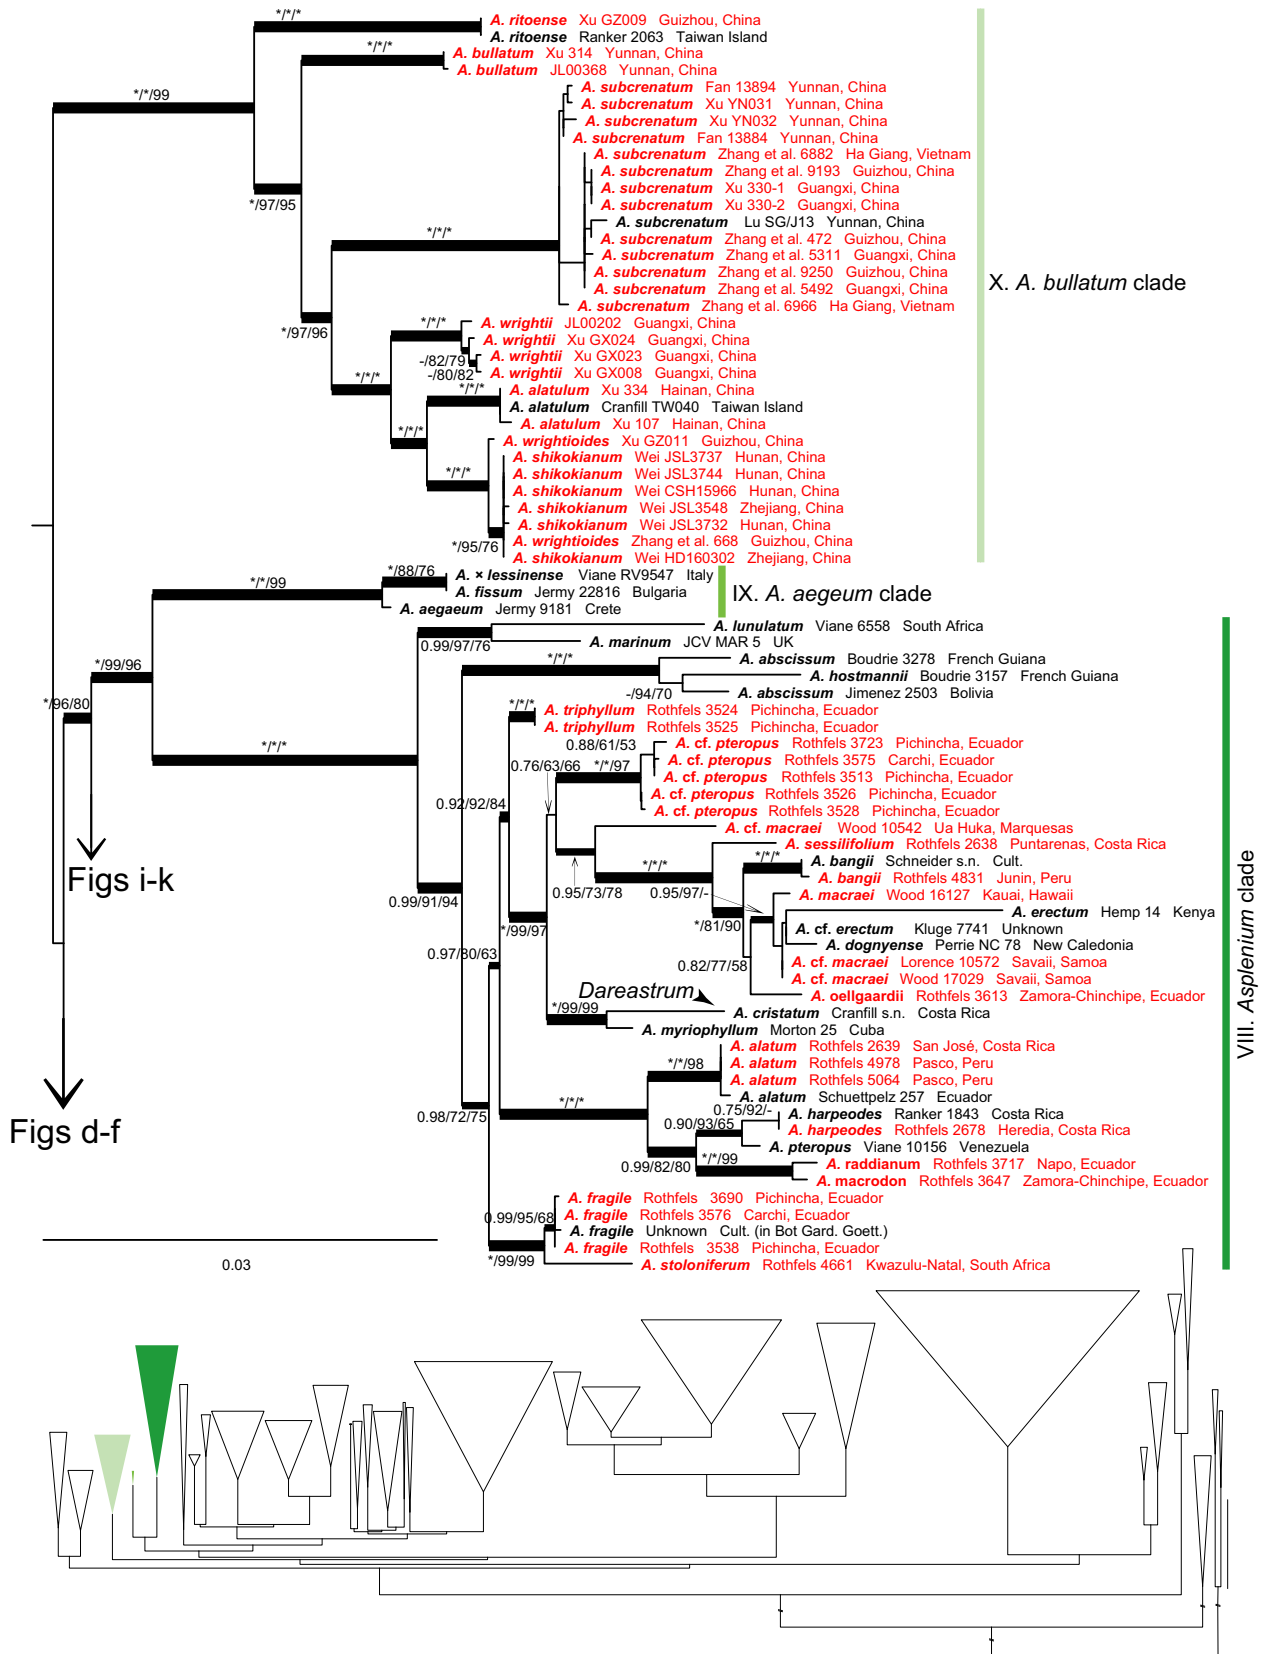 */*/*
A. ritoense Xu GZ009 Guizhou, China
A. ritoense Ranker 2063 Taiwan Island
*/*/*
A. bullatum Xu 314 Yunnan, China
A. bullatum JL00368 Yunnan, China
*/*/99
A. subcrenatum Fan 13894 Yunnan, China
A. subcrenatum Xu YN031 Yunnan, China
A. subcrenatum Xu YN032 Yunnan, China
A. subcrenatum Fan 13884 Yunnan, China
A. subcrenatum Zhang et al. 6882 Ha Giang, Vietnam
A. subcrenatum Zhang et al. 9193 Guizhou, China
A. subcrenatum Xu 330-1 Guangxi, China
A. subcrenatum Xu 330-2 Guangxi, China
*/97/95
A. subcrenatum Lu SG/J13 Yunnan, China
*/*/*
A. subcrenatum Zhang et al. 472 Guizhou, China
A. subcrenatum Zhang et al. 5311 Guangxi, China
A. subcrenatum Zhang et al. 9250 Guizhou, China
A. subcrenatum Zhang et al. 5492 Guangxi, China
A. subcrenatum Zhang et al. 6966 Ha Giang, Vietnam
X. A. bullatum clade
*/97/96
*/*/*
A. wrightii JL00202 Guangxi, China
A. wrightii Xu GX024 Guangxi, China
A. wrightii Xu GX023 Guangxi, China
-/82/79
A. wrightii Xu GX008 Guangxi, China
-/80/82
*/*/*
*/*/*
A. alatulum Xu 334 Hainan, China
A. alatulum Cranfill TW040 Taiwan Island
A. alatulum Xu 107 Hainan, China
*/*/*
A. wrightioides Xu GZ011 Guizhou, China
A. shikokianum Wei JSL3737 Hunan, China
*/*/*
A. shikokianum Wei JSL3744 Hunan, China
A. shikokianum Wei CSH15966 Hunan, China
A. shikokianum Wei JSL3548 Zhejiang, China
A. shikokianum Wei JSL3732 Hunan, China
A. wrightioides Zhang et al. 668 Guizhou, China
*/95/76
A. shikokianum Wei HD160302 Zhejiang, China
*/*/99
*/88/76
A. × lessinense Viane RV9547 Italy
A. fissum Jermy 22816 Bulgaria
A. aegaeum Jermy 9181 Crete
IX. A. aegeum clade
A. lunulatum Viane 6558 South Africa
0.99/97/76
A. marinum JCV MAR 5 UK
*/99/96
*/*/*
A. abscissum Boudrie 3278 French Guiana
A. hostmannii Boudrie 3157 French Guiana
-/94/70
A. abscissum Jimenez 2503 Bolivia
*/96/80
*/*/*
A. triphyllum Rothfels 3524 Pichincha, Ecuador
A. triphyllum Rothfels 3525 Pichincha, Ecuador
*/*/*
0.88/61/53
A. cf. pteropus Rothfels 3723 Pichincha, Ecuador
A. cf. pteropus Rothfels 3575 Carchi, Ecuador
0.76/63/66
*/*/97
A. cf. pteropus Rothfels 3513 Pichincha, Ecuador
A. cf. pteropus Rothfels 3526 Pichincha, Ecuador
A. cf. pteropus Rothfels 3528 Pichincha, Ecuador
0.92/92/84
A. cf. macraei Wood 10542 Ua Huka, Marquesas
A. sessilifolium Rothfels 2638 Puntarenas, Costa Rica
*/*/*
*/*/*
A. bangii Schneider s.n. Cult.
A. bangii Rothfels 4831 Junin, Peru
Figs i-k
0.99/91/94
0.95/73/78
0.95/97/-
A. macraei Wood 16127 Kauai, Hawaii
A. erectum Hemp 14 Kenya
*/99/97
*/81/90
A. cf. erectum Kluge 7741 Unknown
A. dognyense Perrie NC 78 New Caledonia
0.97/80/63
0.82/77/58
A. cf. macraei Lorence 10572 Savaii, Samoa
A. cf. macraei Wood 17029 Savaii, Samoa
A. oellgaardii Rothfels 3613 Zamora-Chinchipe, Ecuador
Dareastrum
*/99/99
A. cristatum Cranfill s.n. Costa Rica
A. myriophyllum Morton 25 Cuba
VIII. Asplenium clade
A. alatum Rothfels 2639 San José, Costa Rica
*/*/98
A. alatum Rothfels 4978 Pasco, Peru
A. alatum Rothfels 5064 Pasco, Peru
A. alatum Schuettpelz 257 Ecuador
*/*/*
0.98/72/75
0.75/92/-
A. harpeodes Ranker 1843 Costa Rica
0.90/93/65
A. harpeodes Rothfels 2678 Heredia, Costa Rica
Figs d-f
A. pteropus Viane 10156 Venezuela
0.99/82/80
*/*/99
A. raddianum Rothfels 3717 Napo, Ecuador
A. macrodon Rothfels 3647 Zamora-Chinchipe, Ecuador
A. fragile Rothfels 3690 Pichincha, Ecuador
0.99/95/68
A. fragile Rothfels 3576 Carchi, Ecuador
A. fragile Unknown Cult. (in Bot Gard. Goett.)
A. fragile Rothfels 3538 Pichincha, Ecuador
*/99/99
A. stoloniferum Rothfels 4661 Kwazulu-Natal, South Africa
0.03